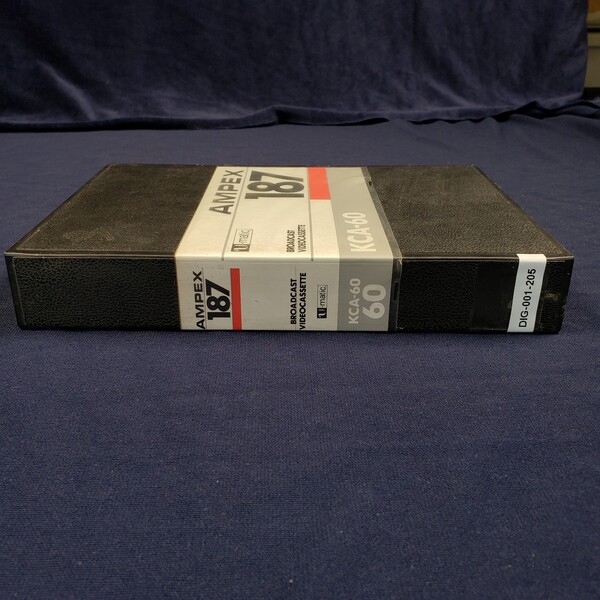 AMPEX
187
U-matic
BROADCAST
VIDEOCASSETTE
KCA-60
AMPEX
187
BROADCAST
VIDEOCASSETTE
U-matic
KCA-60
60
DIG-001-205